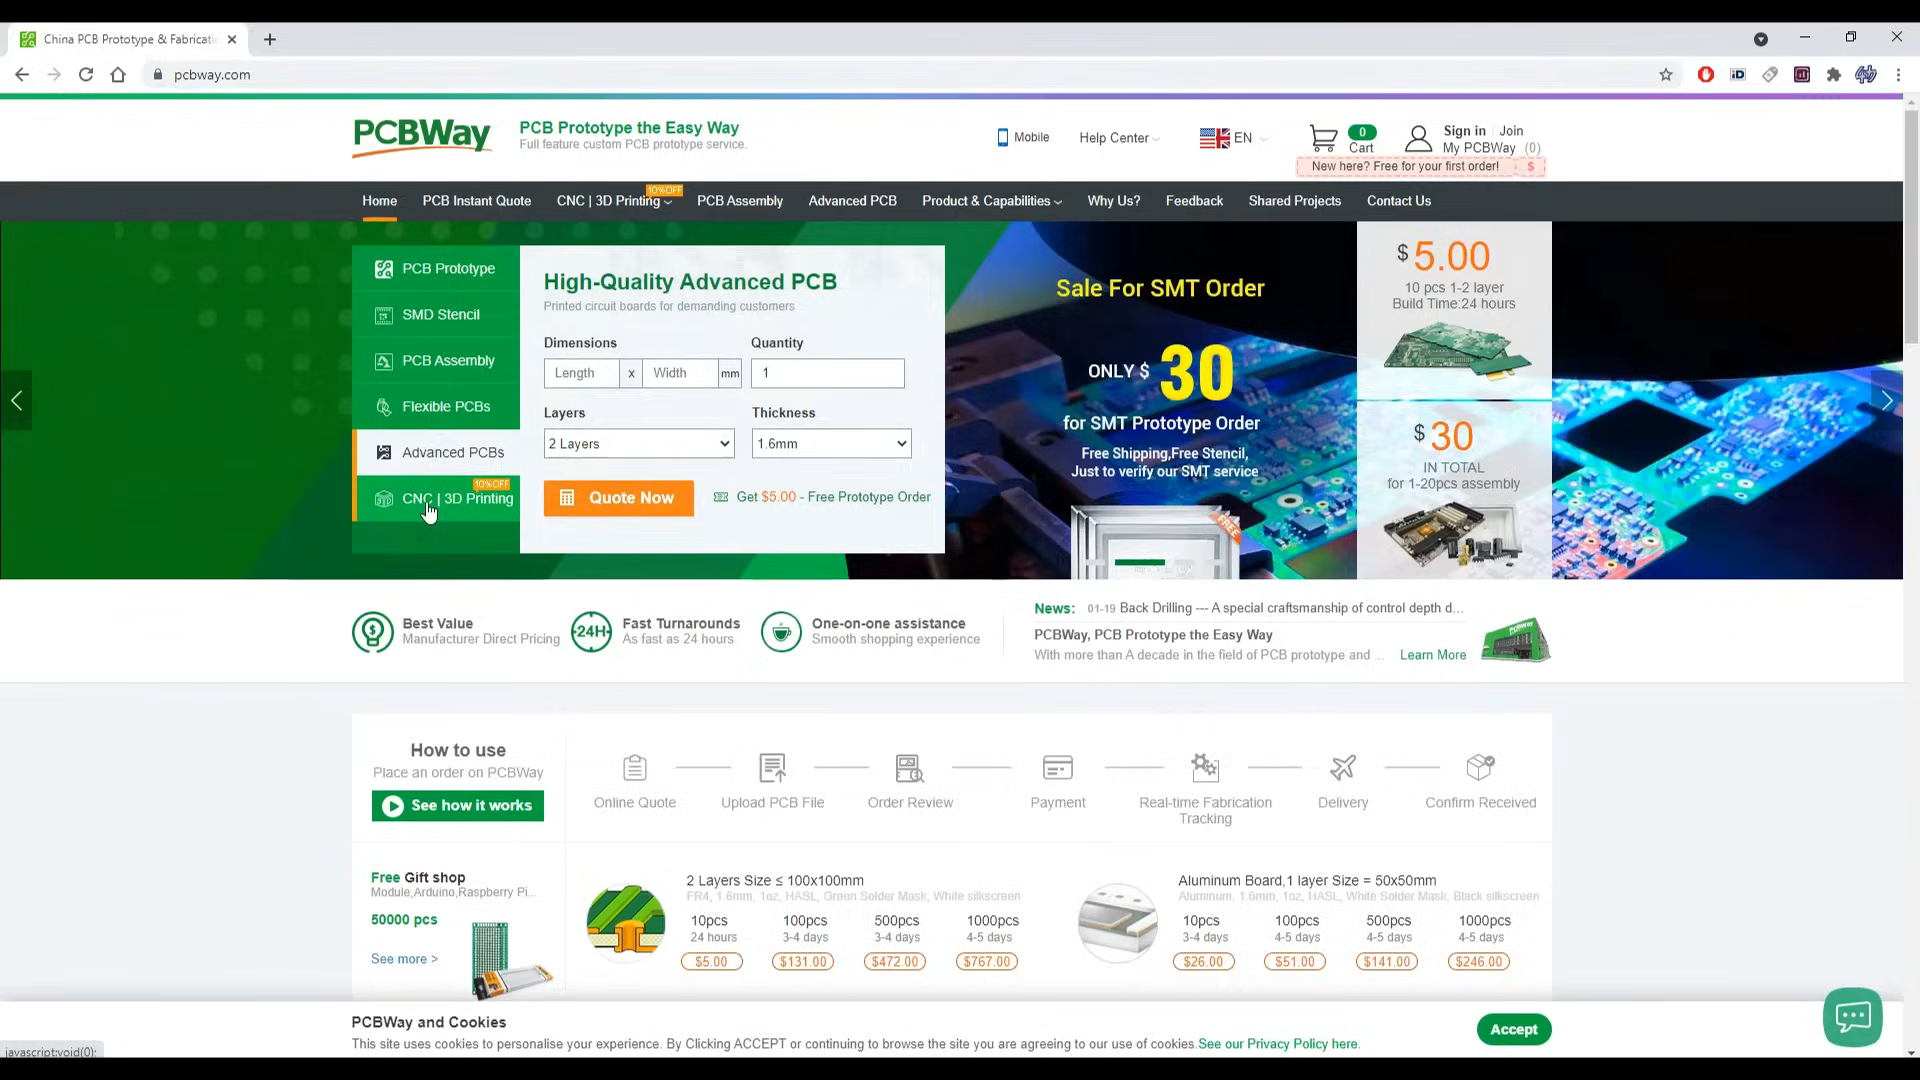 China PCB Prototype & Fabricati
pcbway.com
PCBWay
PCB Prototype the Easy Way
Full feature custom PCB prototype service.
Mobile
Help Center
EN
0
Cart
Sign in
Join
My PCBWay (0)
New here? Free for your first order! $
Home
PCB Instant Quote
CNC | 3D Printing
10%OFF
PCB Assembly
Advanced PCB
Product & Capabilities
Why Us?
Feedback
Shared Projects
Contact Us
PCB Prototype
SMD Stencil
PCB Assembly
Flexible PCBs
Advanced PCBs
10%OFF
CNC | 3D Printing
High-Quality Advanced PCB
Printed circuit boards for demanding customers
Dimensions
Quantity
Length x Width mm
1
Layers
Thickness
2 Layers
1.6mm
Quote Now
Get $5.00 - Free Prototype Order
Sale For SMT Order
ONLY $ 30
for SMT Prototype Order
Free Shipping,Free Stencil,
Just to verify our SMT service
FREE
$ 5.00
10 pcs 1-2 layer
Build Time:24 hours
$ 30
IN TOTAL
for 1-20pcs assembly
Best Value
Manufacturer Direct Pricing
24H
Fast Turnarounds
As fast as 24 hours
One-on-one assistance
Smooth shopping experience
News: 01-19 Back Drilling --- A special craftsmanship of control depth d...
PCBWay, PCB Prototype the Easy Way
With more than A decade in the field of PCB prototype and ... Learn More
How to use
Place an order on PCBWay
See how it works
Online Quote
Upload PCB File
Order Review
Payment
Real-time Fabrication
Tracking
Delivery
Confirm Received
Free Gift shop
Module,Arduino,Raspberry Pi...
50000 pcs
See more >
2 Layers Size ≤ 100x100mm
FR4, 1.6mm, 1oz, HASL, Green Solder Mask, White silkscreen
10pcs 100pcs 500pcs 1000pcs
24 hours 3-4 days 3-4 days 4-5 days
$5.00 $131.00 $472.00 $767.00
Aluminum Board,1 layer Size = 50x50mm
Aluminum, 1.6mm, 1oz, HASL, White Solder Mask, Black silkscreen
10pcs 100pcs 500pcs 1000pcs
3-4 days 4-5 days 4-5 days 4-5 days
$26.00 $51.00 $141.00 $246.00
PCBWay and Cookies
This site uses cookies to personalise your experience. By Clicking ACCEPT or continuing to browse the site you are agreeing to our use of cookies.See our Privacy Policy here.
Accept
javascript:void(0);